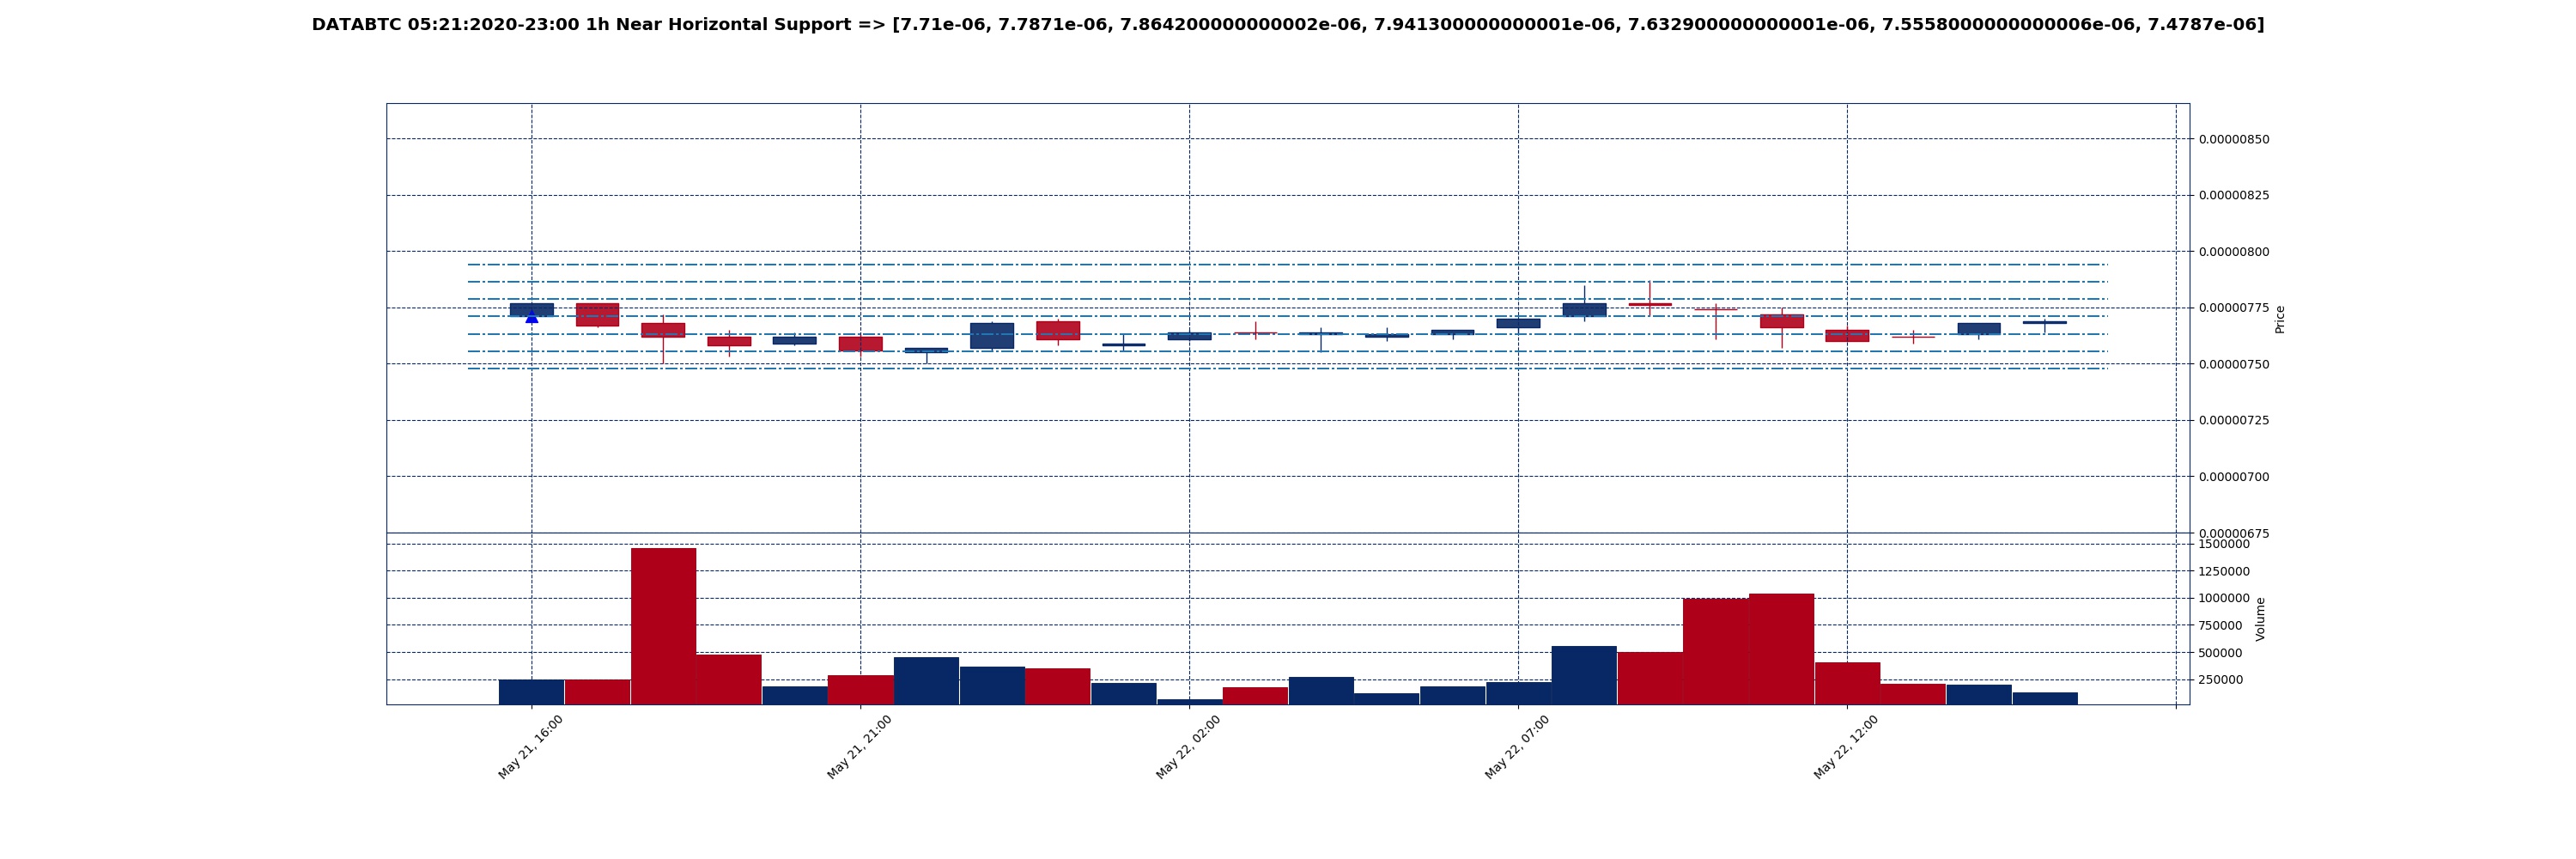 DATABTC 05:21:2020-23:00 1h Near Horizontal Support => [7.71e-06, 7.7871e-06, 7.864200000000002e-06, 7.941300000000001e-06, 7.632900000000001e-06, 7.5558000000000006e-06, 7.4787e-06]
0.00000850
0.00000825
0.00000800
0.00000775
Price
0.00000750
0.00000725
0.00000700
0.00000675
1500000
1250000
1000000
Volume
750000
500000
250000
May 21, 16:00
May 21, 21:00
May 22, 02:00
May 22, 07:00
May 22, 12:00